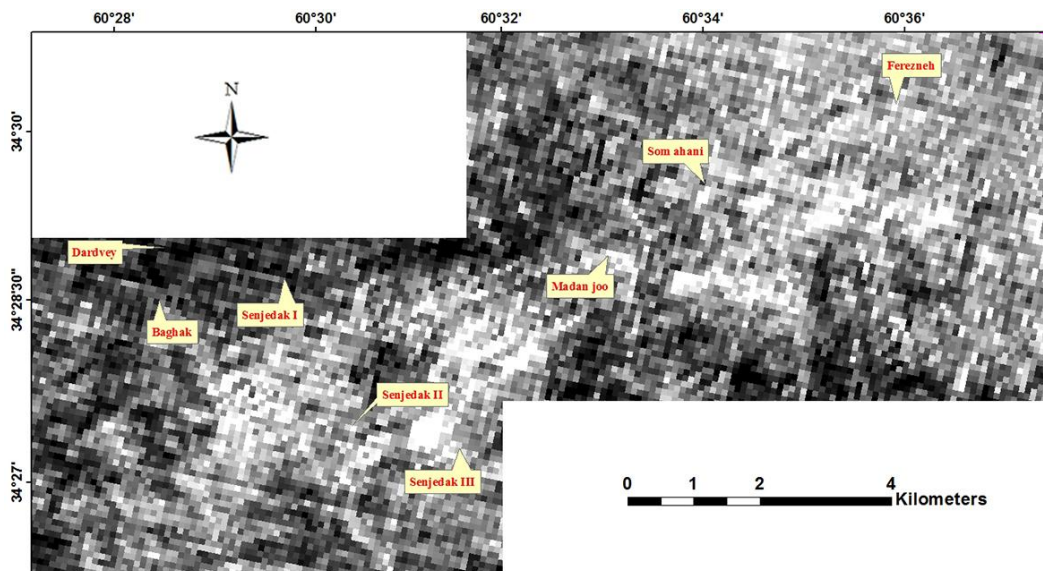 60°28' 60°30' 60°32' 60°34' 60°36'
Ferezneh
34°30'
N
Som ahani
Dardvey
Madan joo
34°28'30"
Senjedak I
Baghak
Senjedak II
Senjedak III
34°27'
0 1 2 4
Kilometers